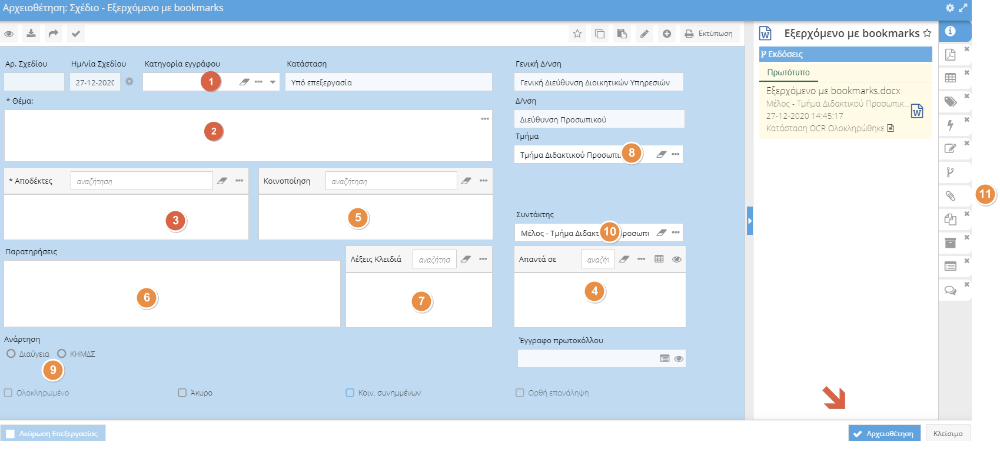 Αρχειοθέτηση: Σχέδιο - Εξερχόμενο με bookmarks
Εκτύπωση
Αρ. Σχεδίου
Ημ/νία Σχεδίου
Κατηγορία εγγράφου
Κατάσταση
27-12-202
1
Υπό επεξεργασία
* Θέμα:
2
* Αποδέκτες
αναζήτηση
Κοινοποίηση
αναζήτηση
3
5
Παρατηρήσεις
Λέξεις Κλειδιά
αναζήτησ
6
7
Ανάρτηση
Διαύγεια
ΚΗΜΔΣ
9
Ολοκληρωμένο
Άκυρο
Κοιν. συνημμένων
Ορθή επανάληψη
Γενική Δ/νση
Γενική Διεύθυνση Διοικητικών Υπηρεσιών
Δ/νση
Διεύθυνση Προσωπικού
Τμήμα
Τμήμα Διδακτικού Προσωπι
8
Συντάκτης
Μέλος - Τμήμα Διδακτ 10 ροσωπι
Απαντά σε
αναζήτ
4
Έγγραφο πρωτοκόλλου
Εξερχόμενο με bookmarks
Εκδόσεις
Πρωτότυπο
Εξερχόμενο με bookmarks.docx
Μέλος - Τμήμα Διδακτικού Προσωπικ...
27-12-2020 14:45:17
Κατάσταση OCR Ολοκληρώθηκε
11
Ακύρωση Επεξεργασίας
Αρχειοθέτηση
Κλείσιμο